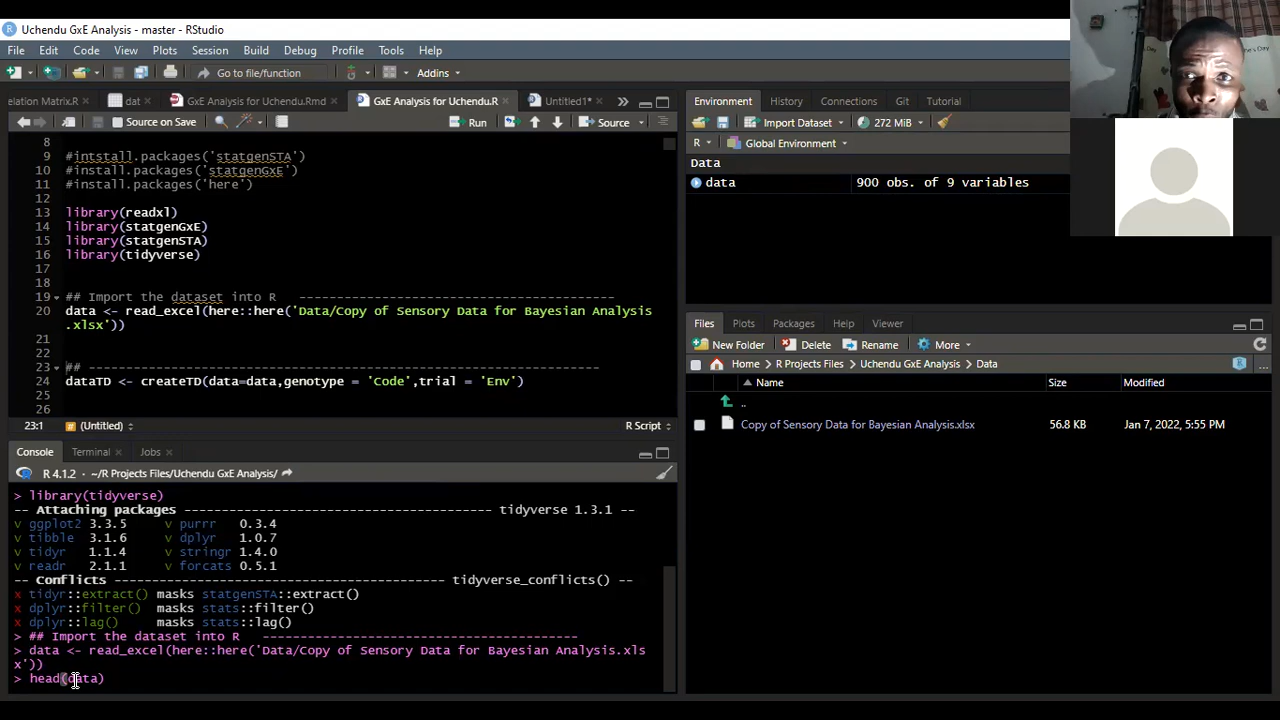 Uchendu GxE Analysis - master - RStudio
File Edit Code View Plots Session Build Debug Profile Tools Help
Go to file/function Addins
elation Matrix.R dat GxE Analysis for Uchendu.Rmd GxE Analysis for Uchendu.R Untitled1*
Source on Save Run Source
8
9 #intstall.packages('statgenSTA')
10 #install.packages('statgenGxE')
11 #install.packages('here')
12
13 library(readxl)
14 library(statgenGxE)
15 library(statgenSTA)
16 library(tidyverse)
17
18
19 ## Import the dataset into R ------------------------------------------
20 data <- read_excel(here::here('Data/Copy of Sensory Data for Bayesian Analysis
.xlsx'))
21
22
23 ## ------------------------------------------------------------------
24 dataTD <- createTD(data=data,genotype = 'Code',trial = 'Env')
25
26
23:1 # (Untitled) R Script
Console Terminal Jobs
R 4.1.2 · ~/R Projects Files/Uchendu GxE Analysis/
> library(tidyverse)
-- Attaching packages --------------------------------------- tidyverse 1.3.1 --
v ggplot2 3.3.5 v purrr 0.3.4
v tibble 3.1.6 v dplyr 1.0.7
v tidyr 1.1.4 v stringr 1.4.0
v readr 2.1.1 v forcats 0.5.1
-- Conflicts ------------------------------------------ tidyverse_conflicts() --
x tidyr::extract() masks statgenSTA::extract()
x dplyr::filter() masks stats::filter()
x dplyr::lag() masks stats::lag()
> ## Import the dataset into R ------------------------------------------
> data <- read_excel(here::here('Data/Copy of Sensory Data for Bayesian Analysis.xls
x'))
> head(data)
Environment History Connections Git Tutorial
Import Dataset 272 MiB
R Global Environment
Data
data 900 obs. of 9 variables
Files Plots Packages Help Viewer
New Folder Delete Rename More
Home > R Projects Files > Uchendu GxE Analysis > Data
Name Size Modified
..
Copy of Sensory Data for Bayesian Analysis.xlsx 56.8 KB Jan 7, 2022, 5:55 PM